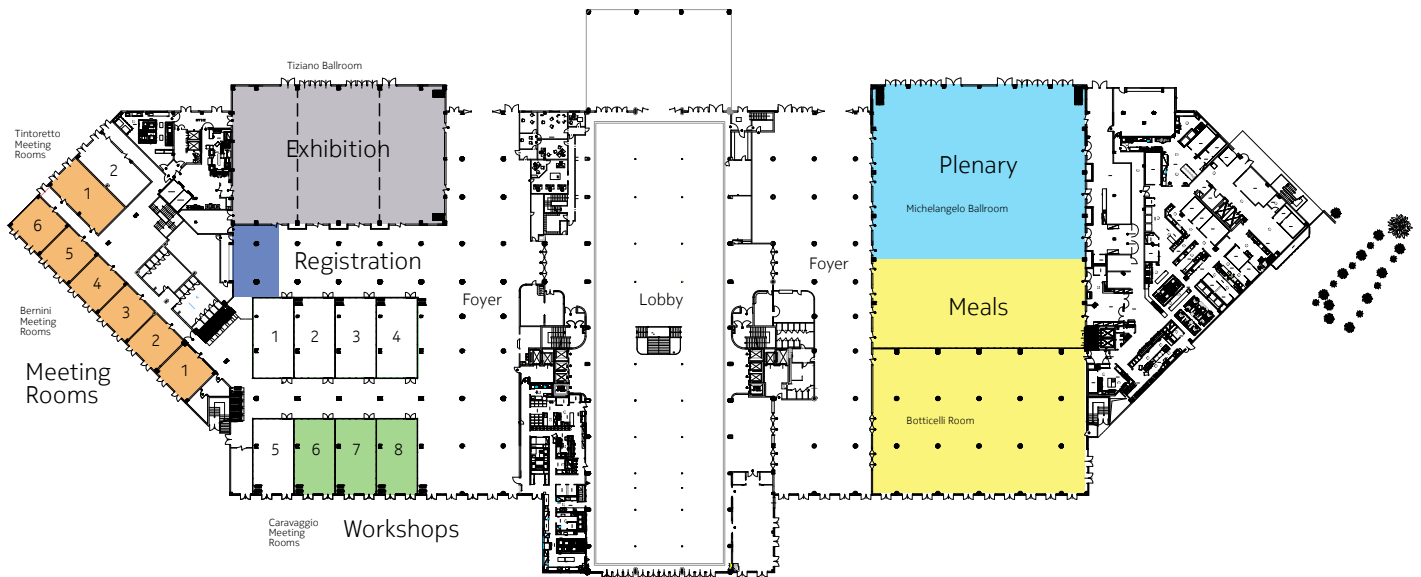 Tiziano Ballroom
Exhibition
Tintoretto
Meeting
Rooms
2
1
6
5
4
3
2
1
Bernini
Meeting
Rooms
Meeting
Rooms
Registration
1
2
3
4
5
6
7
8
Caravaggio
Meeting
Rooms
Workshops
Foyer
Lobby
Foyer
Plenary
Michelangelo Ballroom
Meals
Botticelli Room